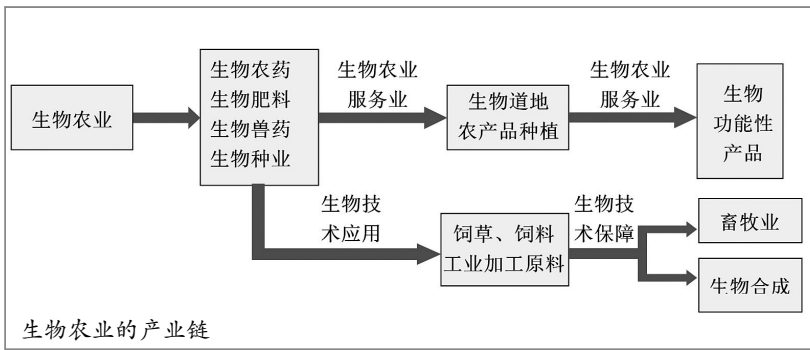 生物农业
生物农药
生物肥料
生物兽药
生物种业
生物农业
服务业
生物道地
农产品种植
生物农业
服务业
生物
功能性
产品
生物技
术应用
饲草、饲料
工业加工原料
生物技
术保障
畜牧业
生物合成
生物农业的产业链